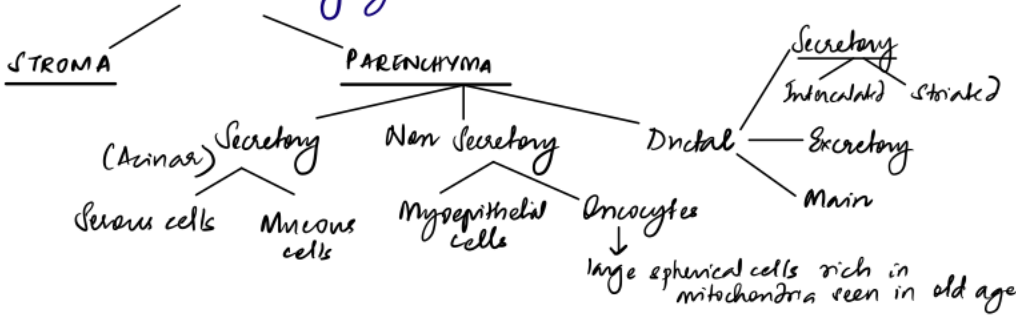 STROMA
PARENCHYMA
Secretory
Intercalated
Striated
(Acinar) Secretory
Non Secretory
Ductal
Excretory
Main
Serous cells
Mucous
cells
Myoepithelial
cells
Oncocytes
large spherical cells rich in
mitochondria seen in old age